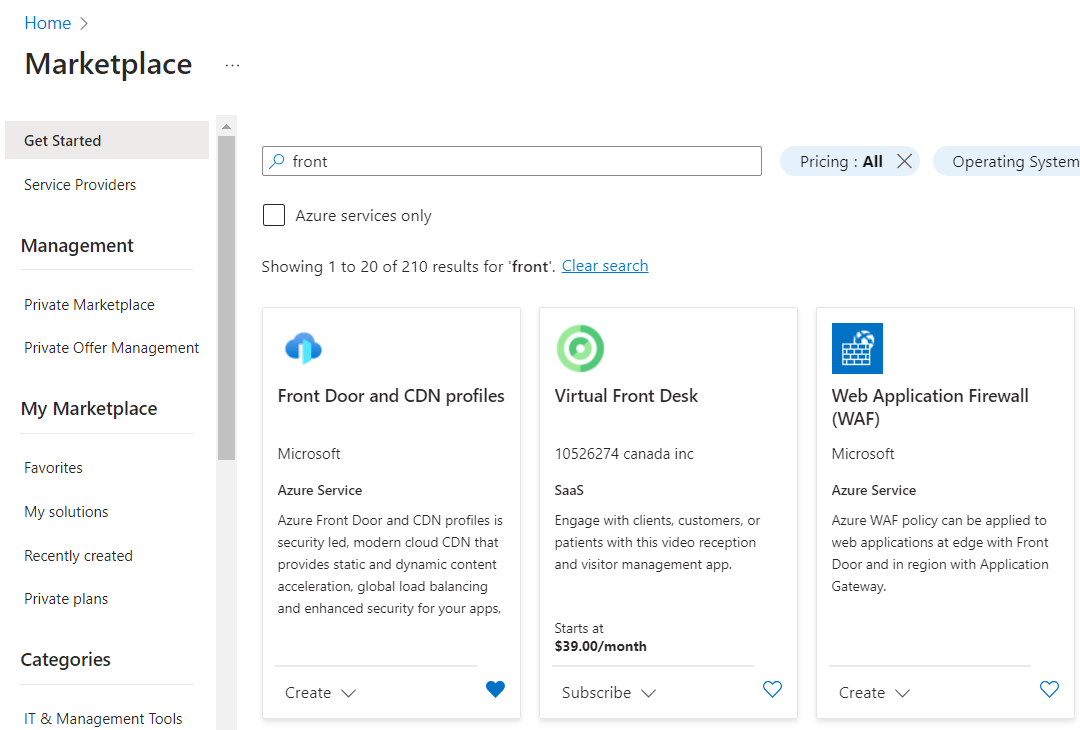 Home
Marketplace
...
Get Started
Service Providers
Management
Private Marketplace
Private Offer Management
My Marketplace
Favorites
My solutions
Recently created
Private plans
Categories
IT & Management Tools
front
Pricing : All
Operating System
Azure services only
Showing 1 to 20 of 210 results for 'front'. Clear search
Front Door and CDN profiles
Microsoft
Azure Service
Azure Front Door and CDN profiles is
security led, modern cloud CDN that
provides static and dynamic content
acceleration, global load balancing
and enhanced security for your apps,
Create
Virtual Front Desk
10526274 canada inc
SaaS
Engage with clients, customers, or
patients with this video reception
and visitor management app.
Starts at
$39.00/month
Subscribe
Web Application Firewall
(WAF)
Microsoft
Azure Service
Azure WAF policy can be applied to
web applications at edge with Front
Door and in region with Application
Gateway.
Create